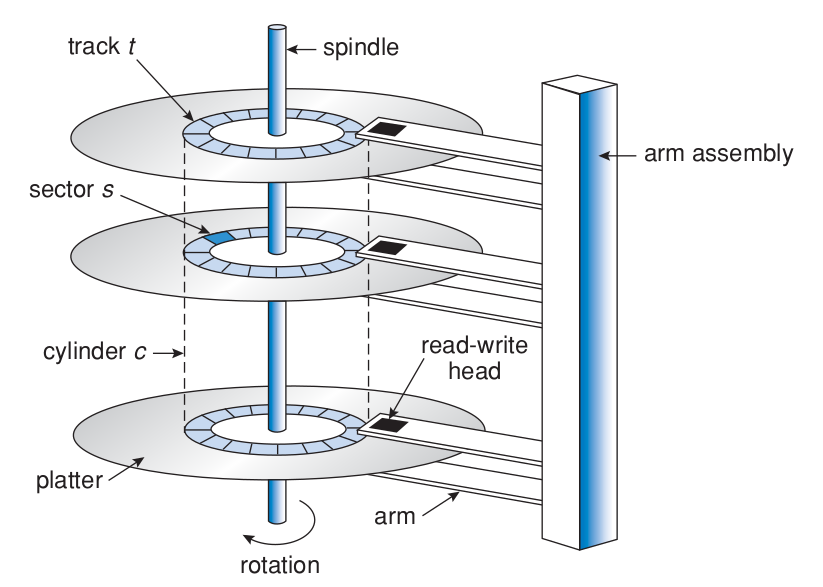 track t
spindle
arm assembly
sector s
cylinder c
read-write
head
platter
arm
rotation